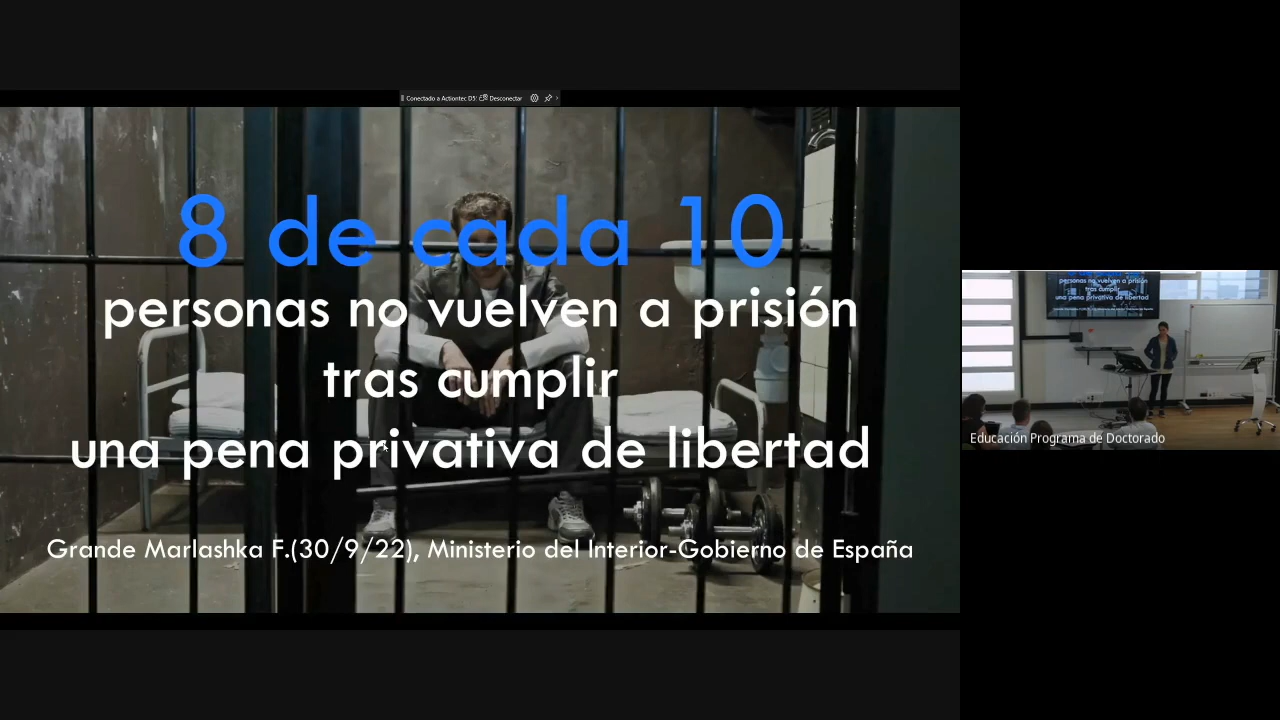 Conectado a Actiontec D5:
Desconectar
8 de cada 10
personas no vuelven a prisión
tras cumplir
una pena privativa de libertad
Grande Marlashka F.(30/9/22), Ministerio del Interior-Gobierno de España
personas no vuelven a prisión
tras cumplir
una pena privativa de libertad
Educación Programa de Doctorado